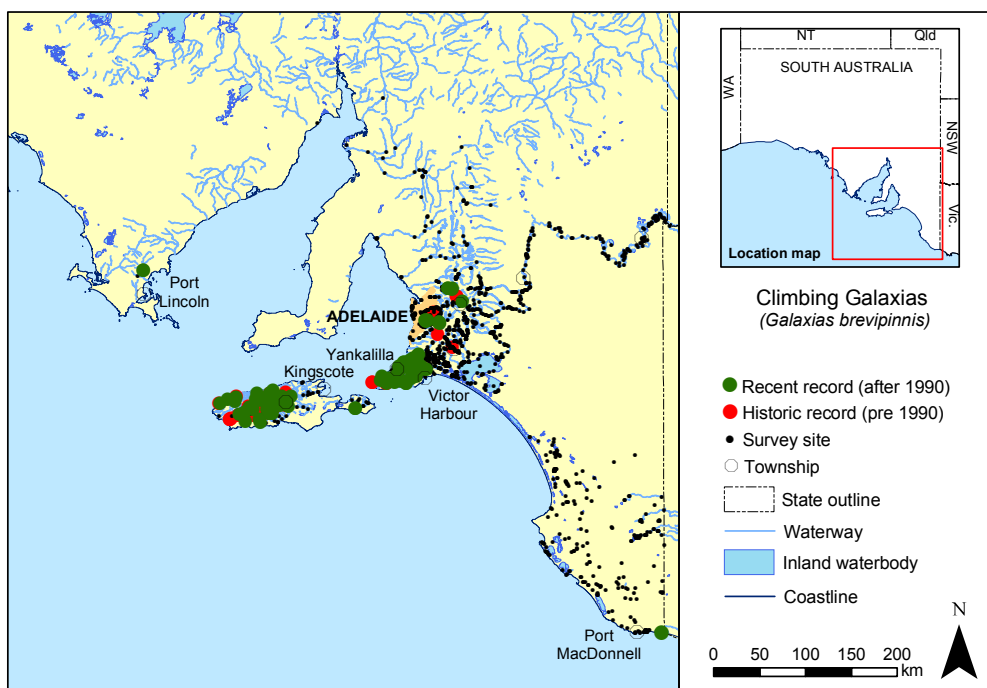 Port
Lincoln
ADELAIDE
Yankalilla
Kingscote
Victor
Harbour
Port
MacDonnell
NT
Qld
SOUTH AUSTRALIA
WA
NSW
Vic.
Location map
Climbing Galaxias
(Galaxias brevipinnis)
Recent record (after 1990)
Historic record (pre 1990)
Survey site
Township
State outline
Waterway
Inland waterbody
Coastline
N
0 50 100 150 200
km